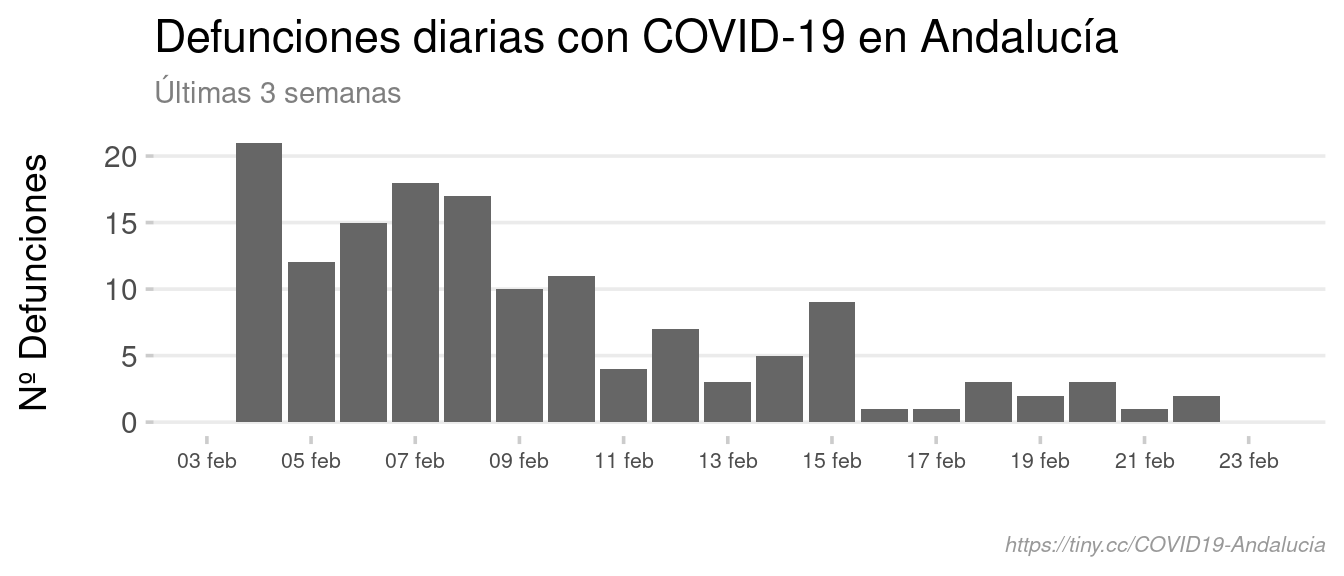 Defunciones diarias con COVID-19 en Andalucía
Últimas 3 semanas
Nº Defunciones
20
15
10
5
0
03 feb 05 feb 07 feb 09 feb 11 feb 13 feb 15 feb 17 feb 19 feb 21 feb 23 feb
https://tiny.cc/COVID19-Andalucia